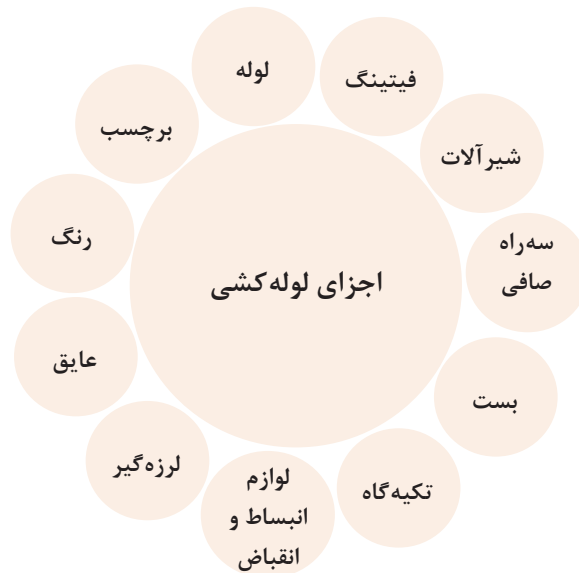 لوله
فیتینگ
شیرآلات
سه‌راه
صافی
بست
تکیه‌گاه
لوازم
انبساط و
انقباض
لرزه‌گیر
عایق
رنگ
برچسب
اجزای لوله‌کشی